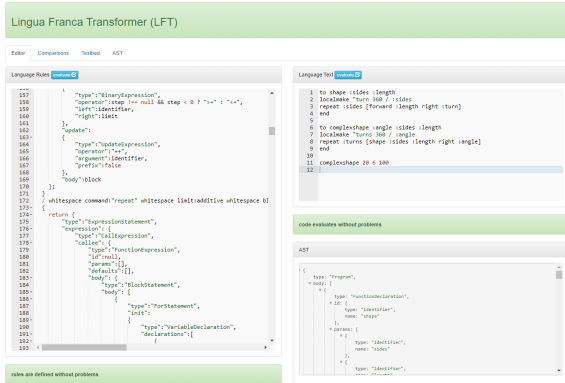 Lingua Franca Transformer (LFT)
Editor Comparisons Testbed AST
Language Rules evaluate
157 "type":"BinaryExpression",
158 "operator":step !== null && step < 0 ? ">=" : "<=",
159 "left":identifier,
160 "right":limit
161 },
162 "update":
163 {
164 "type":"UpdateExpression",
165 "operator":"++",
166 "argument":identifier,
167 "prefix":false
168 },
169 "body":block
170 };
171 }
172 / whitespace command:"repeat" whitespace limit:additive whitespace bl
173 {
174 return {
175 "type":"ExpressionStatement",
176 "expression": {
177 "type":"CallExpression",
178 "callee": {
179 "type":"FunctionExpression",
180 "id":null,
181 "params":[],
182 "defaults":[],
183 "body": {
184 "type":"BlockStatement",
185 "body": [
186 {
187 "type":"ForStatement",
188 "init":
189 {
190 "type":"VariableDeclaration",
191 "declarations":[
192 {
193
rules are defined without problems
Language Text evaluate
1 to shape :sides :length
2 localmake "turn 360 / :sides
3 repeat :sides [forward :length right :turn]
4 end
5
6 to complexshape :angle :sides :length
7 localmake "turns 360 / :angle
8 repeat :turns [shape :sides :length right :angle]
9 end
10
11 complexshape 20 6 100
12
code evaluates without problems
AST
{
type: "Program",
body: [
{
type: "FunctionDeclaration",
id: {
type: "Identifier",
name: "shape"
},
params: [
{
type: "Identifier",
name: "sides"
},
{
type: "Identifier",